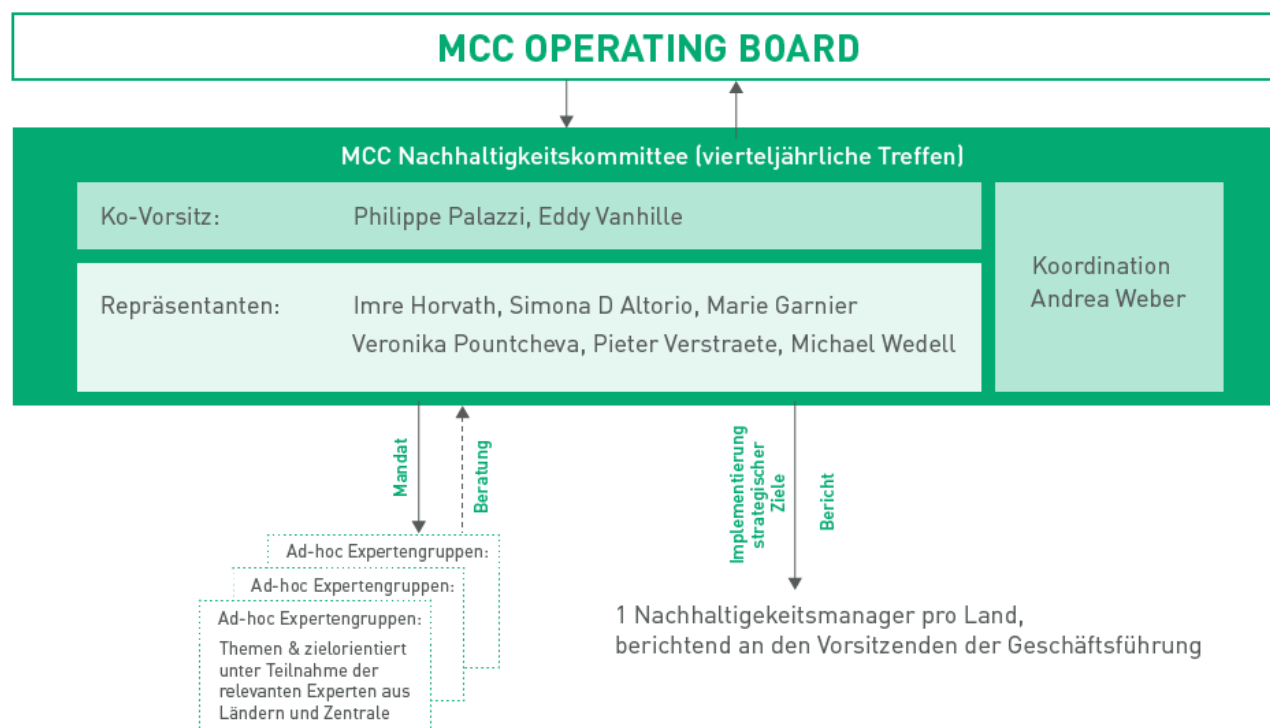 MCC OPERATING BOARD
MCC Nachhaltigkeitskommittee (vierteljährliche Treffen)
Ko-Vorsitz: Philippe Palazzi, Eddy Vanhille
Repräsentanten: Imre Horvath, Simona D Altorio, Marie Garnier
Veronika Pountcheva, Pieter Verstraete, Michael Wedell
Koordination
Andrea Weber
Mandat
Beratung
Implementierung
strategischer
Ziele
Bericht
Ad-hoc Expertengruppen:
Ad-hoc Expertengruppen:
Ad-hoc Expertengruppen:
Themen & zielorientiert
unter Teilnahme der
relevanten Experten aus
Ländern und Zentrale
1 Nachhaltigekeitsmanager pro Land,
berichtend an den Vorsitzenden der Geschäftsführung